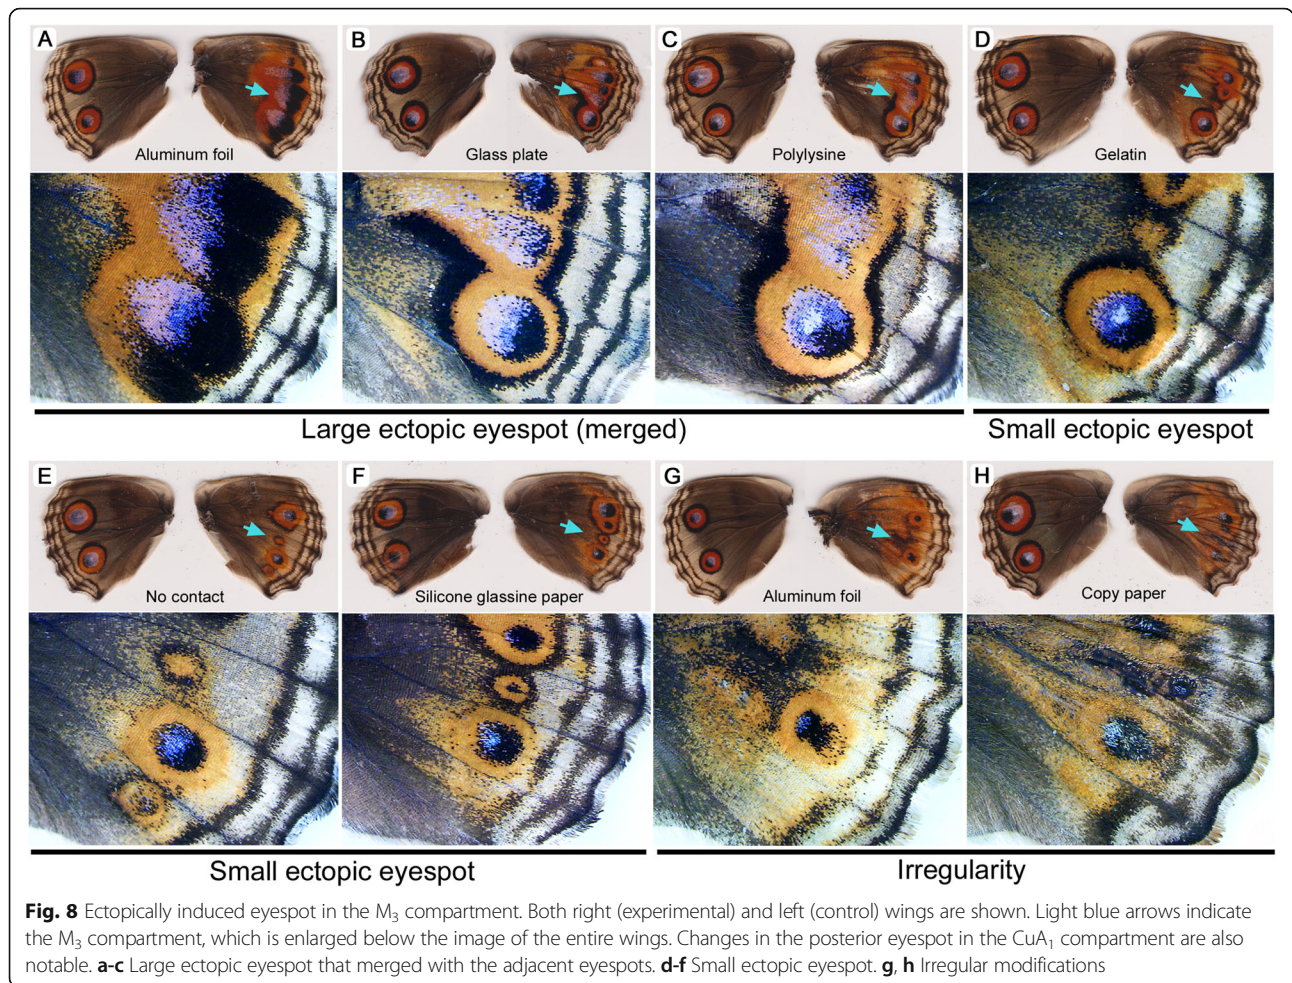 A
B
C
D
Aluminum foil
Glass plate
Polylysine
Gelatin
Large ectopic eyespot (merged)
Small ectopic eyespot
E
F
G
H
No contact
Silicone glassine paper
Aluminum foil
Copy paper
Small ectopic eyespot
Irregularity
Fig. 8 Ectopically induced eyespot in the M₃ compartment. Both right (experimental) and left (control) wings are shown. Light blue arrows indicate
the M₃ compartment, which is enlarged below the image of the entire wings. Changes in the posterior eyespot in the CuA₁ compartment are also
notable. a-c Large ectopic eyespot that merged with the adjacent eyespots. d-f Small ectopic eyespot. g, h Irregular modifications